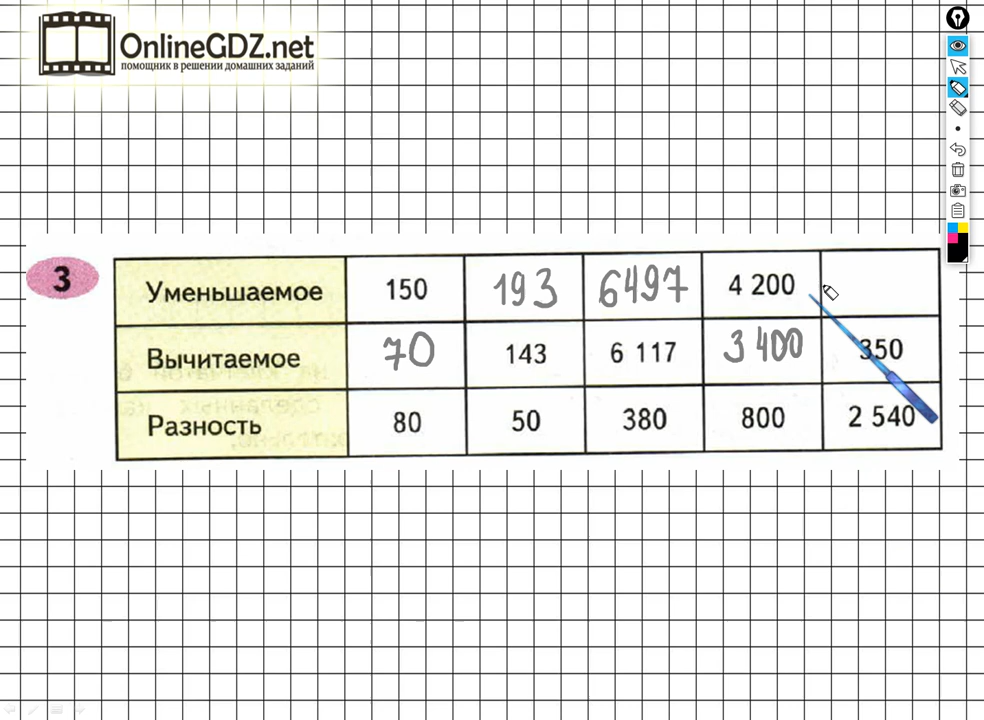 OnlineGDZ.net
помощник в решении домашних заданий
3
Уменьшаемое 150 193 6497 4 200
Вычитаемое 70 143 6 117 3 400 350
Разность 80 50 380 800 2 540